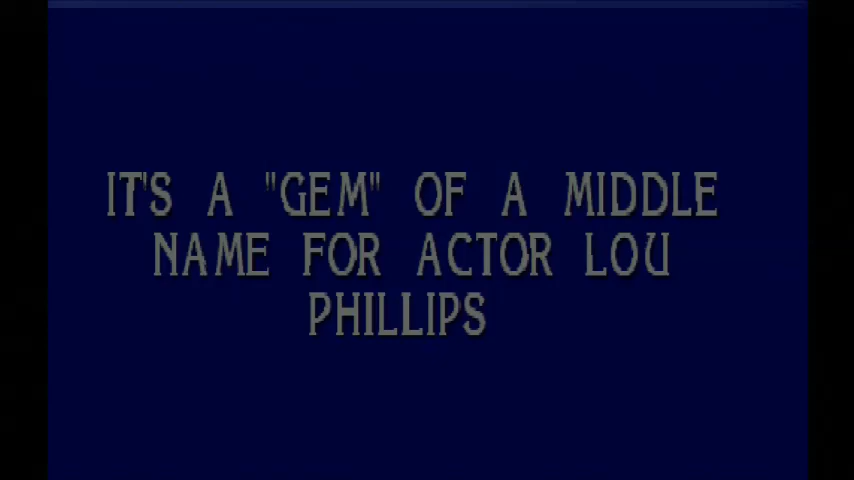 IT'S A "GEM" OF A MIDDLE
NAME FOR ACTOR LOU
PHILLIPS